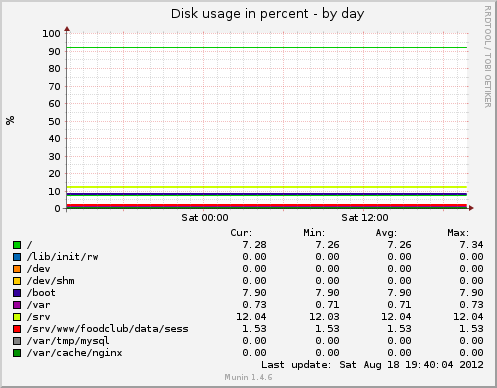 Disk usage in percent - by day
RRDTOOL / TOBI OETIKER
%
100
90
80
70
60
50
40
30
20
10
0
Sat 00:00 Sat 12:00
Cur: Min: Avg: Max:
/ 7.28 7.26 7.26 7.34
/lib/init/rw 0.00 0.00 0.00 0.00
/dev 0.00 0.00 0.00 0.00
/dev/shm 0.00 0.00 0.00 0.00
/boot 7.90 7.90 7.90 7.90
/var 0.73 0.71 0.71 0.73
/srv 12.04 12.03 12.04 12.04
/srv/www/foodclub/data/sess 1.53 1.53 1.53 1.53
/var/tmp/mysql 0.00 0.00 0.00 0.00
/var/cache/nginx 0.00 0.00 0.00 0.00
Last update: Sat Aug 18 19:40:04 2012
Munin 1.4.6